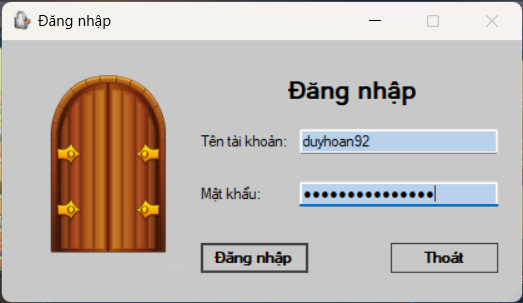 Đăng nhập
Đăng nhập
Tên tài khoản: duyhoan92
Mật khẩu: ●●●●●●●●●●●●●●●
Đăng nhập Thoát